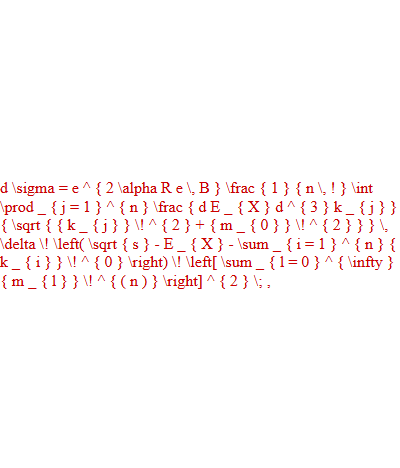 d \sigma = e ^ { 2 \alpha R e \, B } \frac { 1 } { n \, ! } \int
\prod _ { j = 1 } ^ { n } \frac { d E _ { X } d ^ { 3 } k _ { j } }
{ \sqrt { { k _ { j } } \! ^ { 2 } + { m _ { 0 } } \! ^ { 2 } } } \,
\delta \! \left( \sqrt { s } - E _ { X } - \sum _ { i = 1 } ^ { n } {
k _ { i } } \! ^ { 0 } \right) \! \left[ \sum _ { l = 0 } ^ { \infty }
{ m _ { l } } \! ^ { ( n ) } \right] ^ { 2 } \; ,